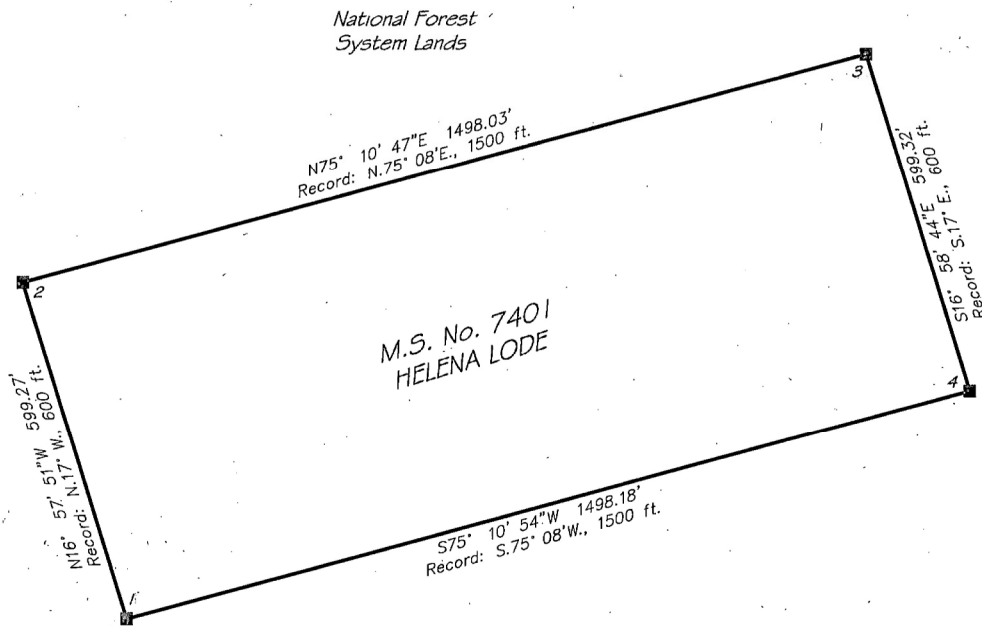 National Forest
System Lands
3
N75° 10' 47"E 1498.03'
Record: N.75° 08'E., 1500 ft.
S16° 58' 44"E 599.32'
Record: S.17° E., 600 ft.
2
M.S. No. 7401
HELENA LODE
4
N16° 57' 51"W 599.27'
Record: N.17° W., 600 ft.
S75° 10' 54"W 1498.18'
Record: S.75° 08'W., 1500 ft.
1